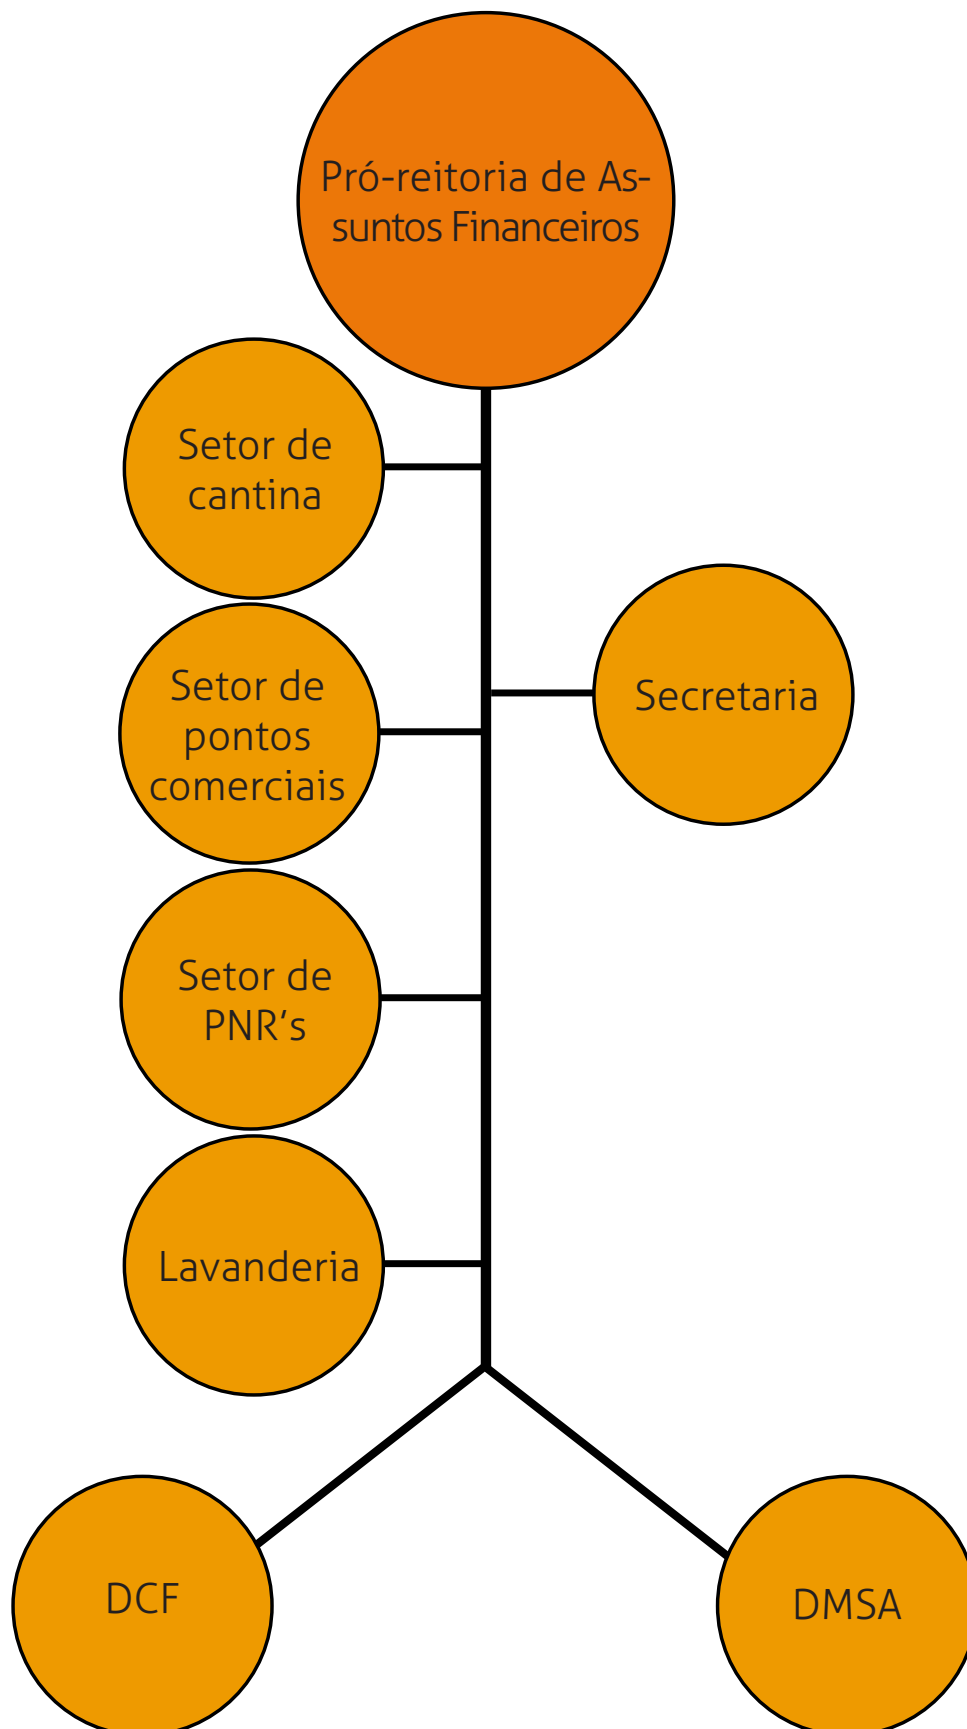 Pró-reitoria de As-
suntos Financeiros
Setor de
cantina
Setor de
pontos
comerciais
Secretaria
Setor de
PNR's
Lavanderia
DCF
DMSA